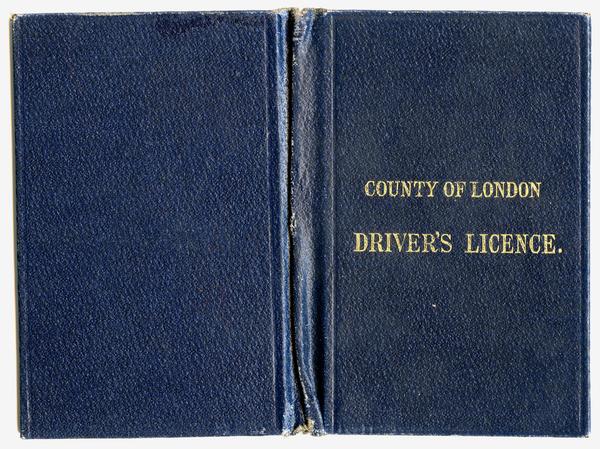 COUNTY OF LONDON
DRIVER'S LICENCE.